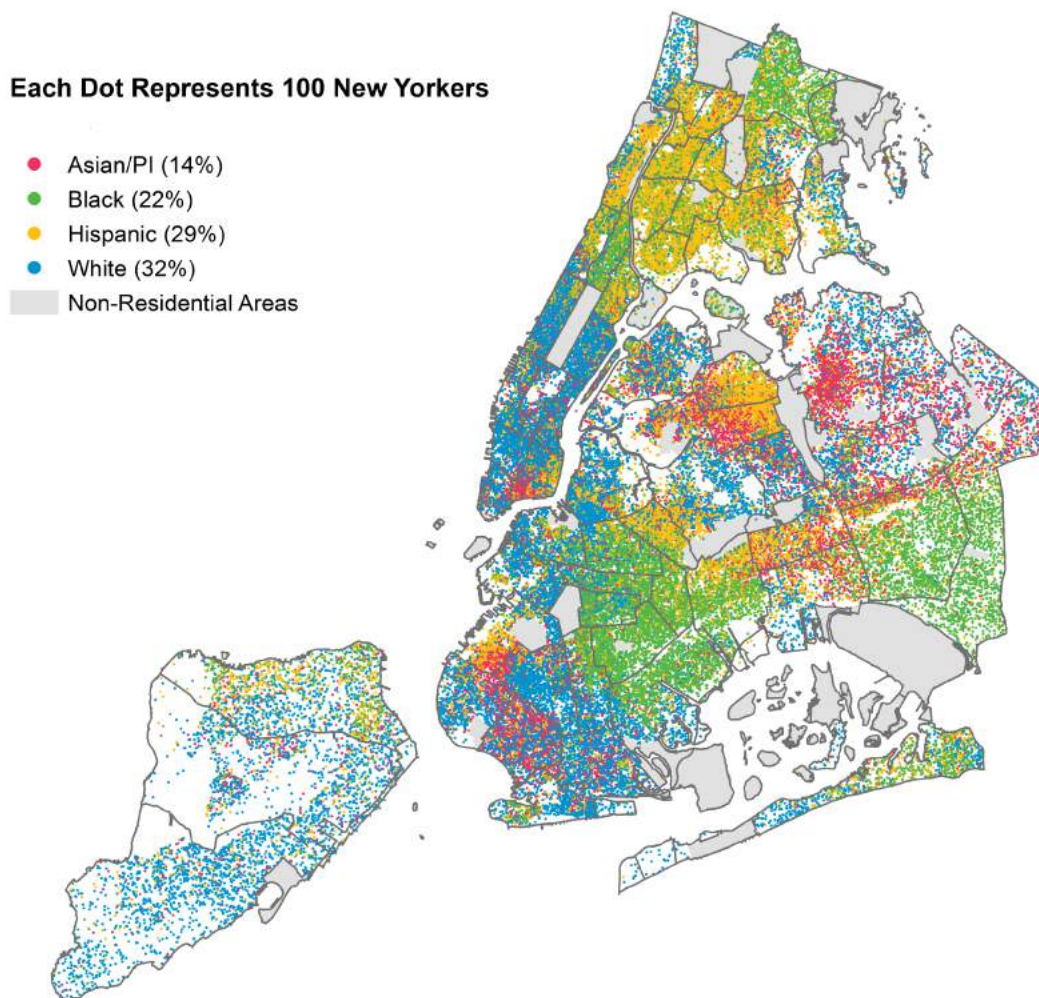 Each Dot Represents 100 New Yorkers
Asian/PI (14%)
Black (22%)
Hispanic (29%)
White (32%)
Non-Residential Areas